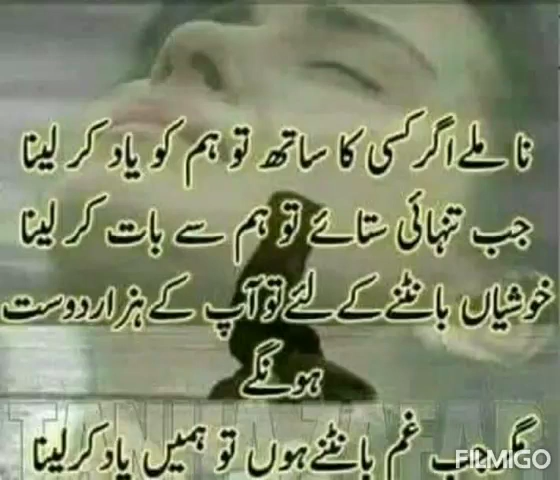 نا ملے اگر کسی کا ساتھ تو ہم کو یاد کر لینا
جب تنہائی ستائے تو ہم سے بات کر لینا
خوشیاں بانٹنے کے لئے تو آپ کے ہزار دوست
ہونگے
مگر جب غم بانٹنے ہوں تو ہمیں یاد کر لینا
TANHA ZAFAR
FILMIGO